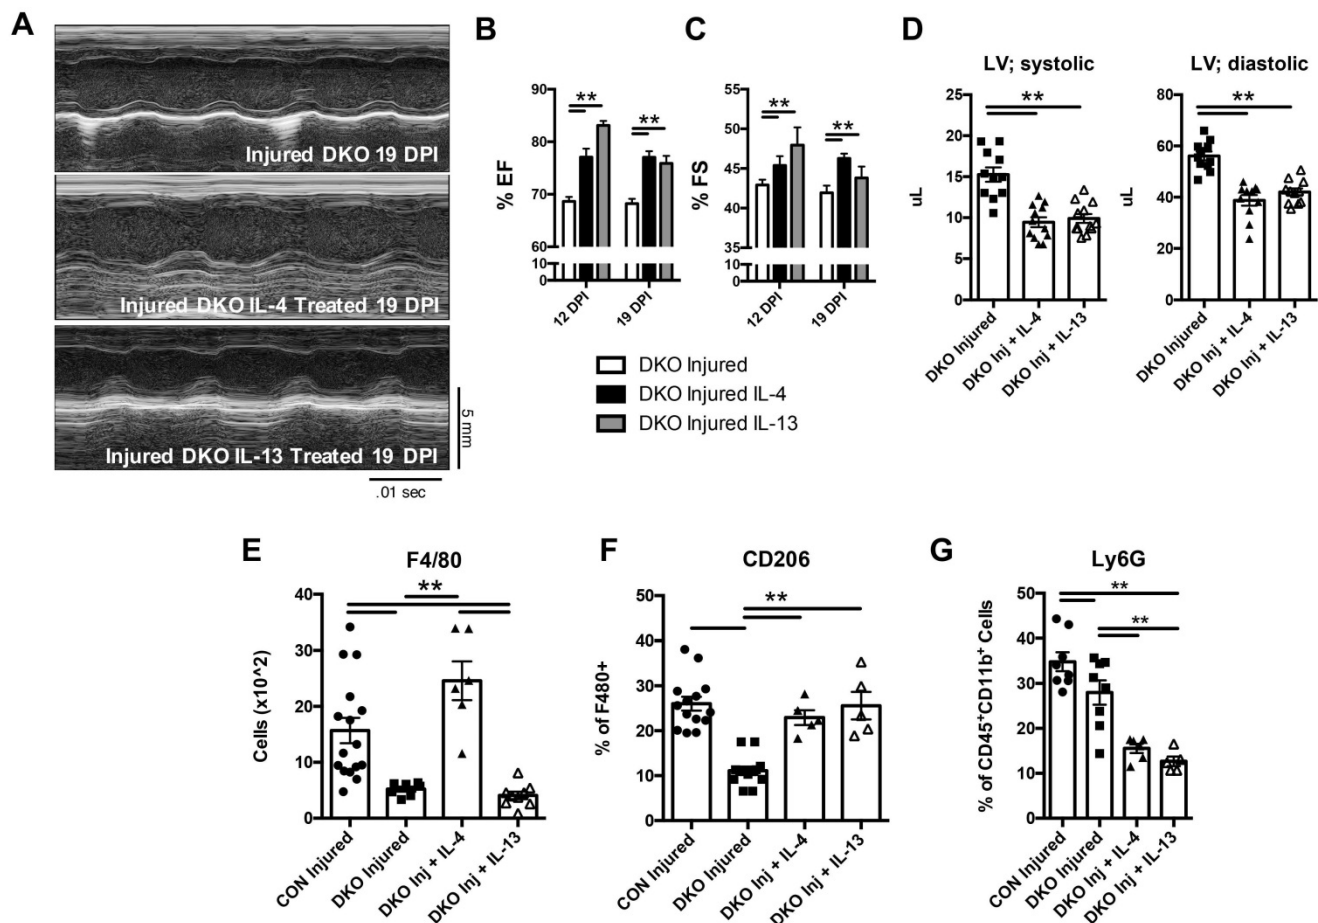 A
Injured DKO 19 DPI
Injured DKO IL-4 Treated 19 DPI
Injured DKO IL-13 Treated 19 DPI
5 mm
.01 sec
B
% EF
90
80
70
60
10
0
**
**
12 DPI
19 DPI
C
% FS
55
50
45
40
35
10
0
**
**
12 DPI
19 DPI
DKO Injured
DKO Injured IL-4
DKO Injured IL-13
D
LV; systolic
uL
25
20
15
10
5
0
**
DKO Injured
DKO Inj + IL-4
DKO Inj + IL-13
LV; diastolic
uL
80
60
40
20
0
**
DKO Injured
DKO Inj + IL-4
DKO Inj + IL-13
E
F4/80
Cells (x10^2)
40
30
20
10
0
**
CON Injured
DKO Injured
DKO Inj + IL-4
DKO Inj + IL-13
F
CD206
% of F480+
50
40
30
20
10
0
**
CON Injured
DKO Injured
DKO Inj + IL-4
DKO Inj + IL-13
G
Ly6G
% of CD45⁺CD11b⁺ Cells
50
40
30
20
10
0
**
**
CON Injured
DKO Injured
DKO Inj + IL-4
DKO Inj + IL-13